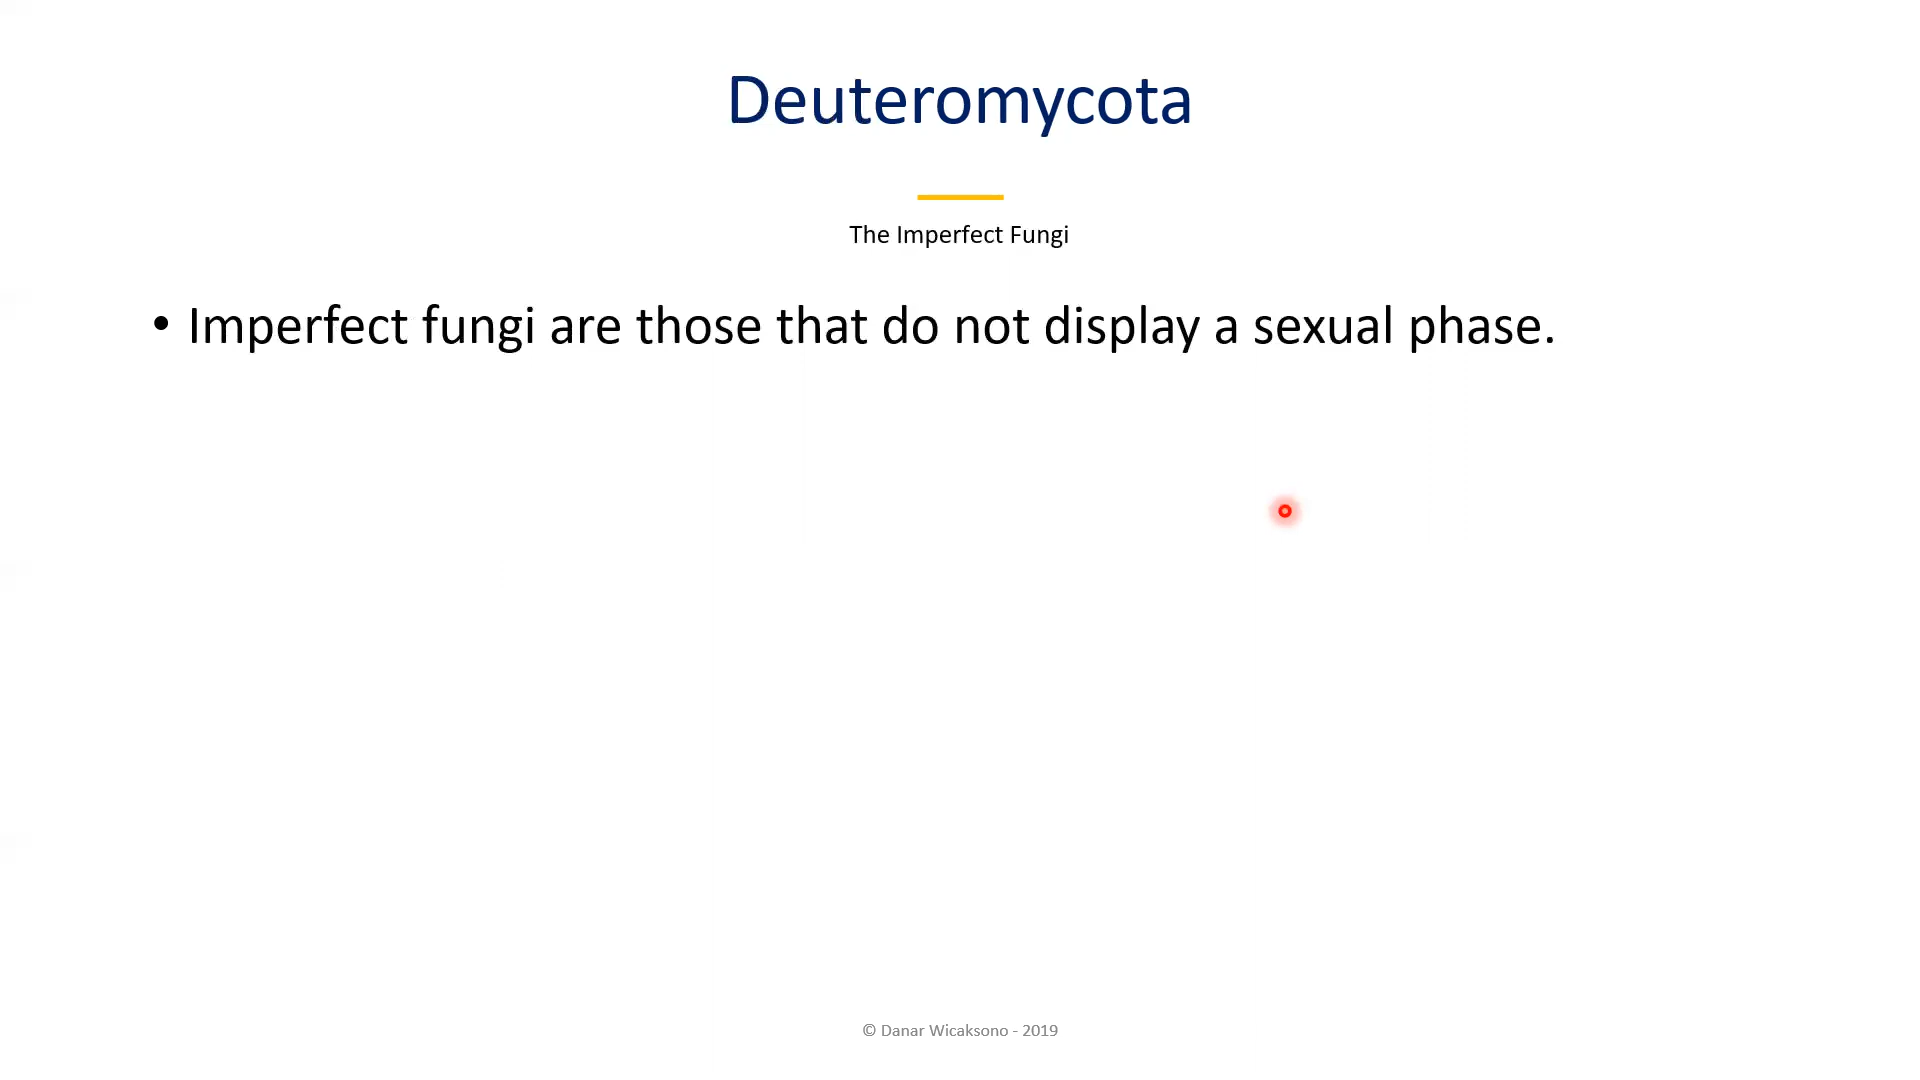 Deuteromycota
The Imperfect Fungi
• Imperfect fungi are those that do not display a sexual phase.
© Danar Wicaksono - 2019